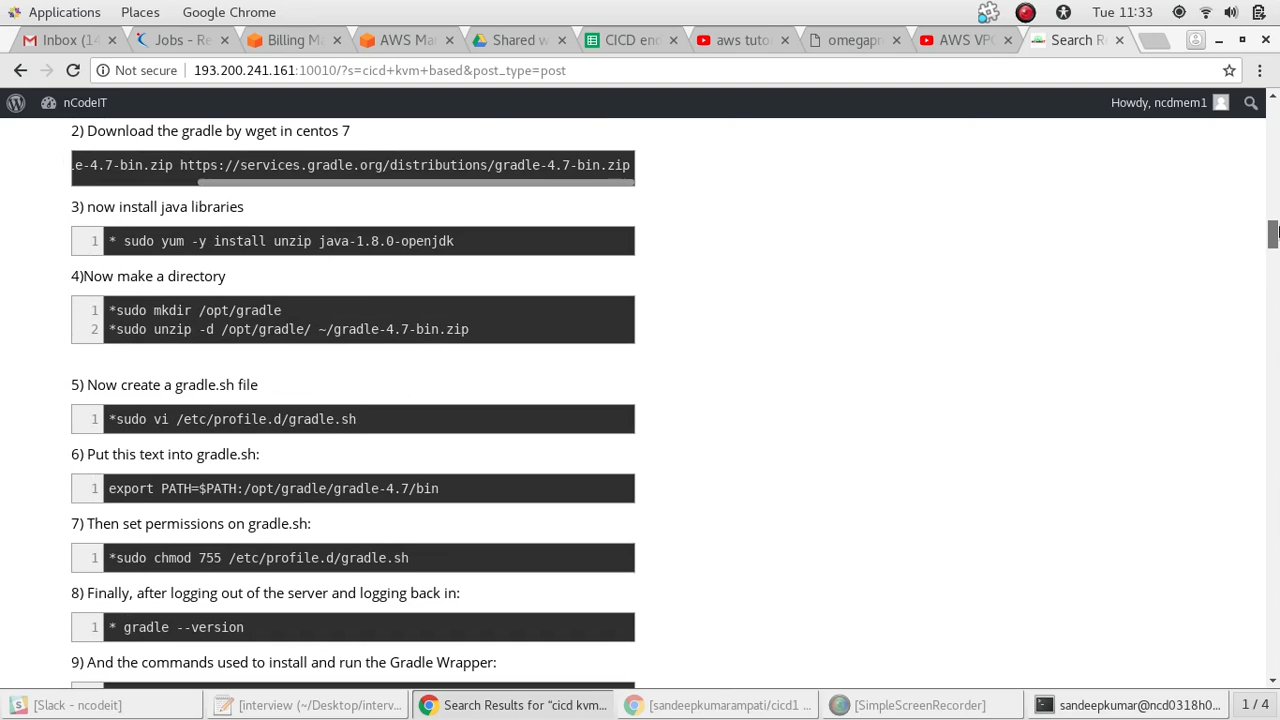 Applications Places Google Chrome Tue 11:33
Inbox (14 Jobs - Re Billing M AWS Ma Shared w CICD en aws tuto omegapr AWS VPC Search Re
Not secure 193.200.241.161:10010/?s=cicd+kvm+based&post_type=post
nCodeIT Howdy, ncdmem1
2) Download the gradle by wget in centos 7
e-4.7-bin.zip https://services.gradle.org/distributions/gradle-4.7-bin.zip
3) now install java libraries
1 * sudo yum -y install unzip java-1.8.0-openjdk
4)Now make a directory
1 *sudo mkdir /opt/gradle
2 *sudo unzip -d /opt/gradle/ ~/gradle-4.7-bin.zip
5) Now create a gradle.sh file
1 *sudo vi /etc/profile.d/gradle.sh
6) Put this text into gradle.sh:
1 export PATH=$PATH:/opt/gradle/gradle-4.7/bin
7) Then set permissions on gradle.sh:
1 *sudo chmod 755 /etc/profile.d/gradle.sh
8) Finally, after logging out of the server and logging back in:
1 * gradle --version
9) And the commands used to install and run the Gradle Wrapper:
[Slack - ncodeit] [interview (~/Desktop/interv... Search Results for "cicd kvm... [sandeepkumarampati/cicd1 ... [SimpleScreenRecorder] sandeepkumar@ncd0318h0... 1 / 4